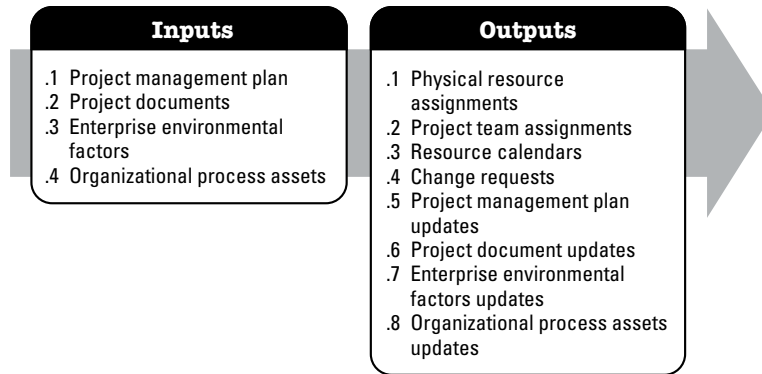 Inputs
.1 Project management plan
.2 Project documents
.3 Enterprise environmental
factors
.4 Organizational process assets
Outputs
.1 Physical resource
assignments
.2 Project team assignments
.3 Resource calendars
.4 Change requests
.5 Project management plan
updates
.6 Project document updates
.7 Enterprise environmental
factors updates
.8 Organizational process assets
updates